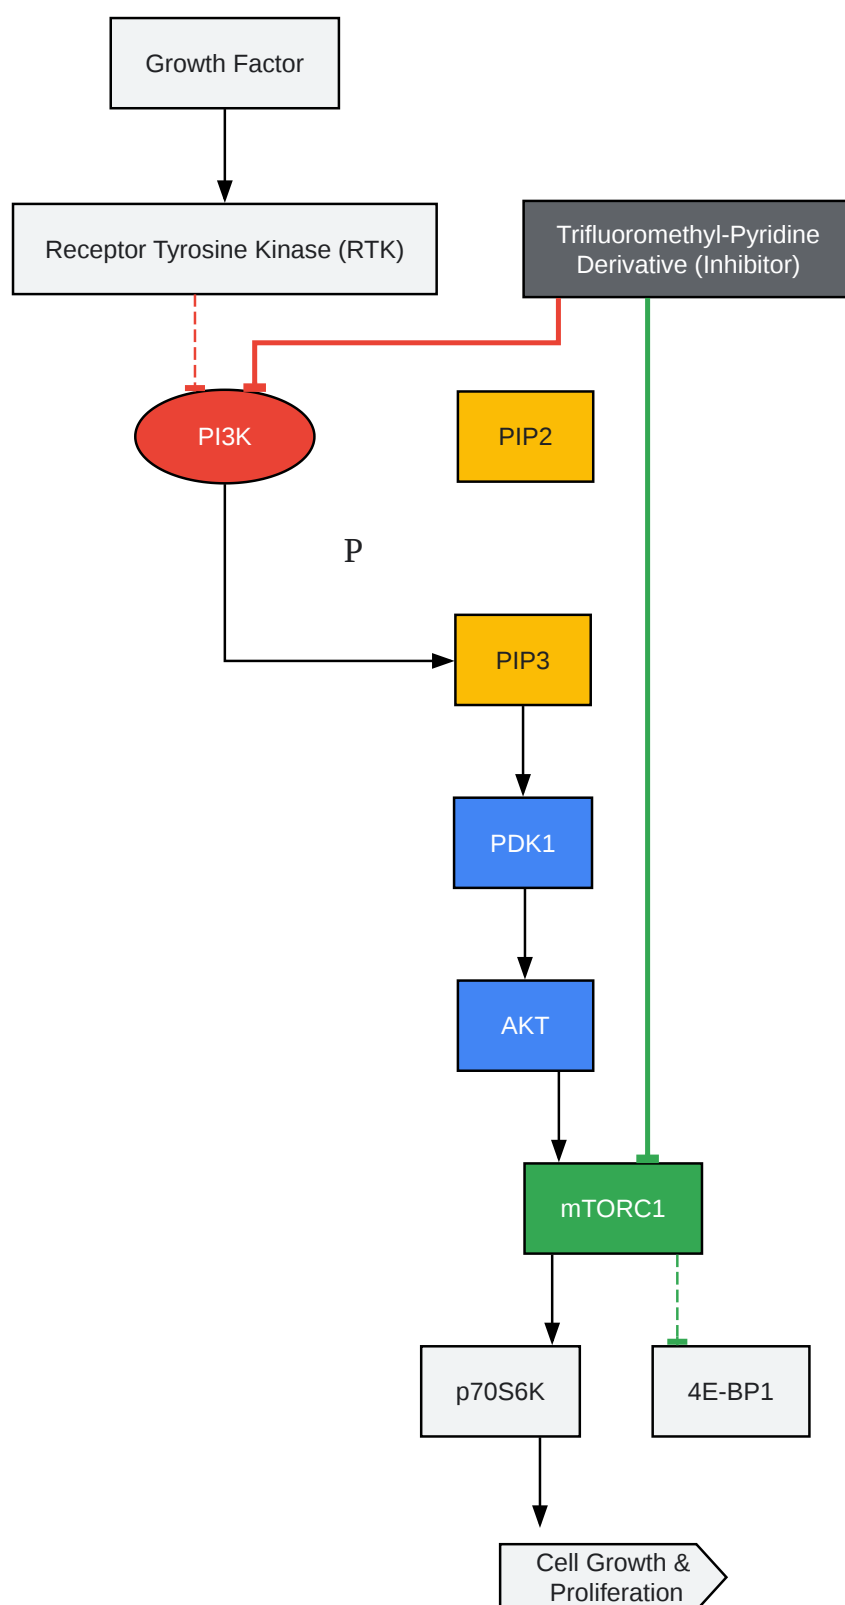 Growth Factor
Receptor Tyrosine Kinase (RTK)
Trifluoromethyl-Pyridine
Derivative (Inhibitor)
PI3K
PIP2
P
PIP3
PDK1
AKT
mTORC1
p70S6K
4E-BP1
Cell Growth &
Proliferation